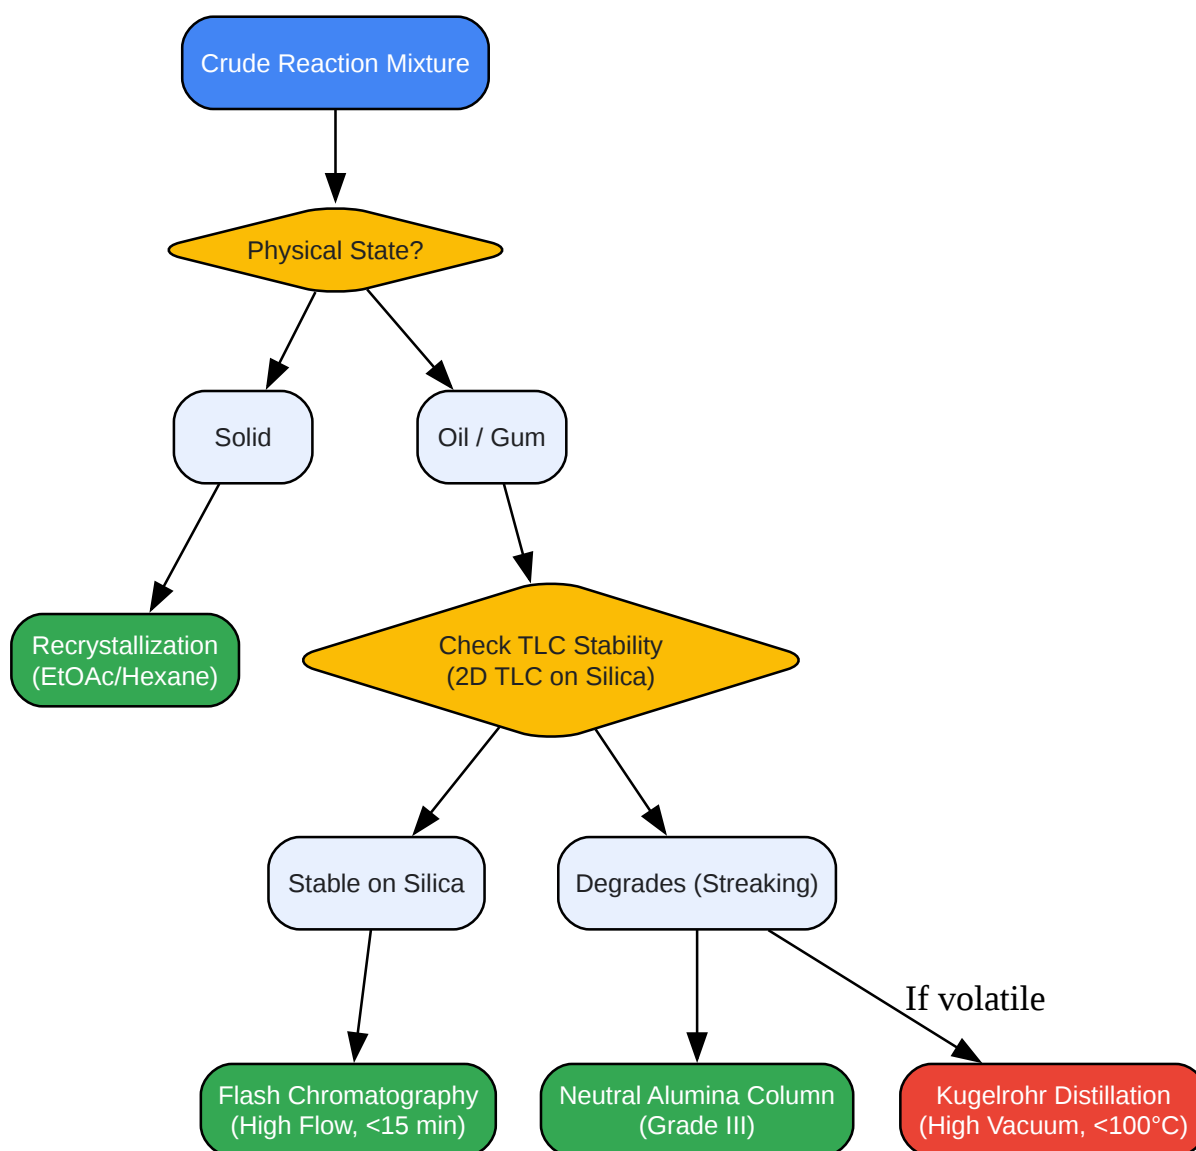 Crude Reaction Mixture
Physical State?
Solid
Oil / Gum
Recrystallization
(EtOAc/Hexane)
Check TLC Stability
(2D TLC on Silica)
Stable on Silica
Degrades (Streaking)
If volatile
Flash Chromatography
(High Flow, <15 min)
Neutral Alumina Column
(Grade III)
Kugelrohr Distillation
(High Vacuum, <100°C)